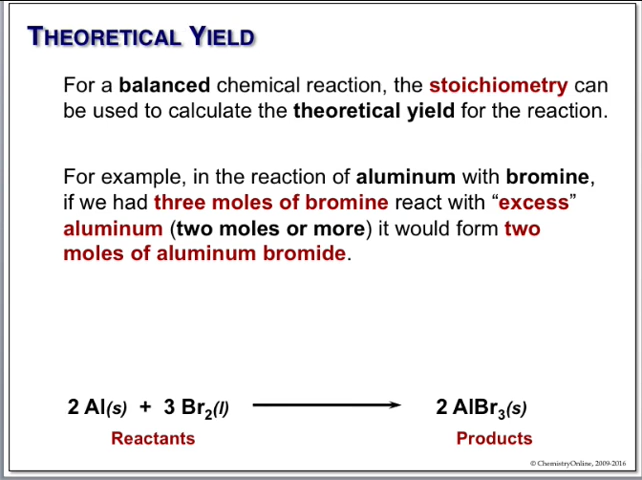 THEORETICAL YIELD
For a balanced chemical reaction, the stoichiometry can
be used to calculate the theoretical yield for the reaction.
For example, in the reaction of aluminum with bromine,
if we had three moles of bromine react with “excess”
aluminum (two moles or more) it would form two
moles of aluminum bromide.
2 Al(s) + 3 Br₂(l) ⟶ 2 AlBr₃(s)
Reactants Products
© ChemistryOnline, 2009-2016